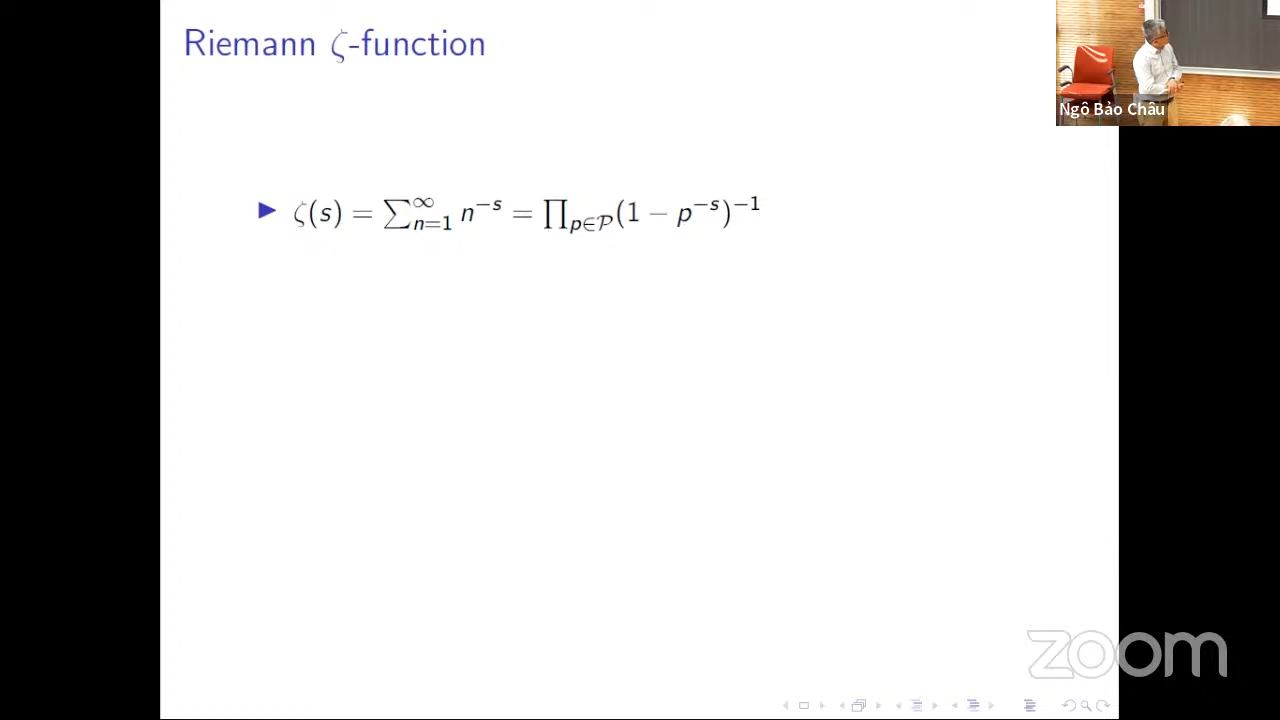 Riemann ζ-function
Ngô Bảo Châu
▶ ζ(s) = ∑_{n=1}^{∞} n^{−s} = ∏_{p∈𝒫}(1 − p^{−s})^{−1}
zoom